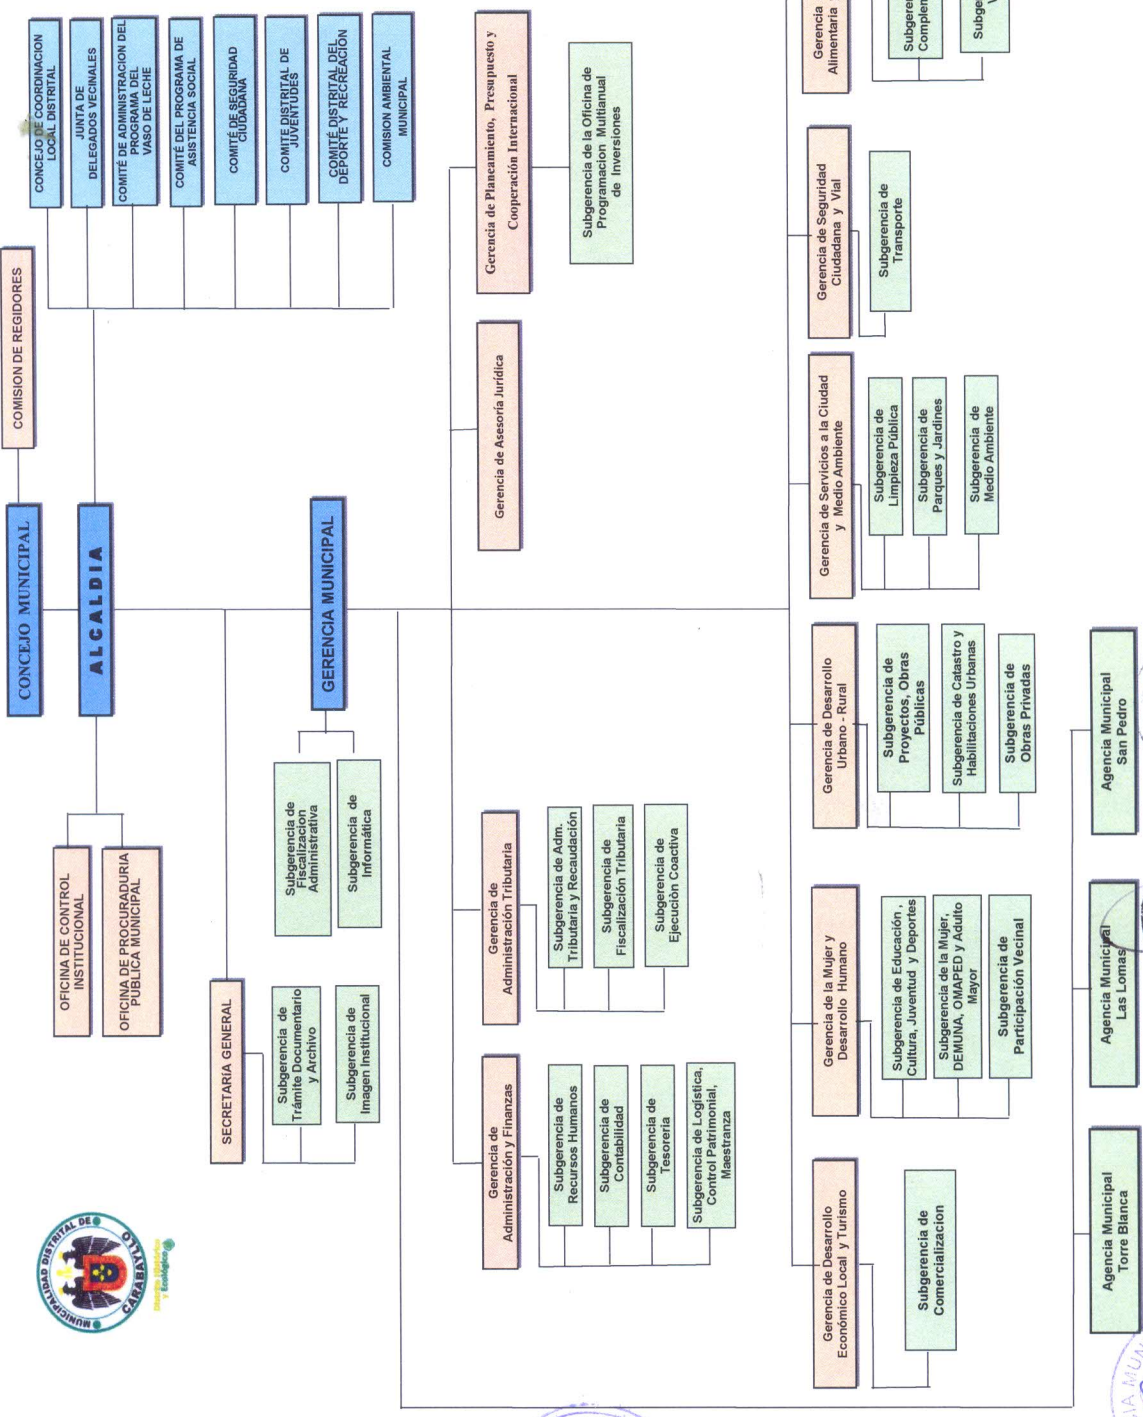 MUNICIPALIDAD DISTRITAL DE
CARABAYLLO
Distrito Histórico
y Ecológico
CONCEJO MUNICIPAL
COMISION DE REGIDORES
ALCALDIA
OFICINA DE CONTROL
INSTITUCIONAL
OFICINA DE PROCURADURIA
PUBLICA MUNICIPAL
CONCEJO DE COORDINACION
LOCAL DISTRITAL
JUNTA DE
DELEGADOS VECINALES
COMITÉ DE ADMINISTRACION DEL
PROGRAMA DEL
VASO DE LECHE
COMITÉ DEL PROGRAMA DE
ASISTENCIA SOCIAL
COMITÉ DE SEGURIDAD
CIUDADANA
COMITE DISTRITAL DE
JUVENTUDES
COMITÉ DISTRITAL DEL
DEPORTE Y RECREACIÓN
COMISION AMBIENTAL
MUNICIPAL
SECRETARIA GENERAL
Subgerencia de
Trámite Documentario
y Archivo
Subgerencia de
Imagen Institucional
GERENCIA MUNICIPAL
Subgerencia de
Fiscalizacion
Administrativa
Subgerencia de
Informática
Gerencia de
Administración y Finanzas
Subgerencia de
Recursos Humanos
Subgerencia de
Contabilidad
Subgerencia de
Tesorería
Subgerencia de Logística,
Control Patrimonial,
Maestranza
Gerencia de
Administración Tributaria
Subgerencia de Adm.
Tributaria y Recaudación
Subgerencia de
Fiscalización Tributaria
Subgerencia de
Ejecución Coactiva
Gerencia de Asesoría Jurídica
Gerencia de Planeamiento, Presupuesto y
Cooperación Internacional
Subgerencia de la Oficina de
Programacion Multianual
de Inversiones
Gerencia de Desarrollo
Económico Local y Turismo
Subgerencia de
Comercializacion
Gerencia de la Mujer y
Desarrollo Humano
Subgerencia de Educación ,
Cultura, Juventud y Deportes
Subgerencia de la Mujer,
DEMUNA, OMAPED y Adulto
Mayor
Subgerencia de
Participación Vecinal
Gerencia de Desarrollo
Urbano - Rural
Subgerencia de
Proyectos, Obras
Públicas
Subgerencia de Catastro y
Habilitaciones Urbanas
Subgerencia de
Obras Privadas
Gerencia de Servicios a la Ciudad
y Medio Ambiente
Subgerencia de
Limpieza Pública
Subgerencia de
Parques y Jardines
Subgerencia de
Medio Ambiente
Gerencia de Seguridad
Ciudadana y Vial
Subgerencia de
Transporte
Gerencia
Alimentaria
Subgeren
Complem
Subge
Agencia Municipal
Torre Blanca
Agencia Municipal
Las Lomas
Agencia Municipal
San Pedro